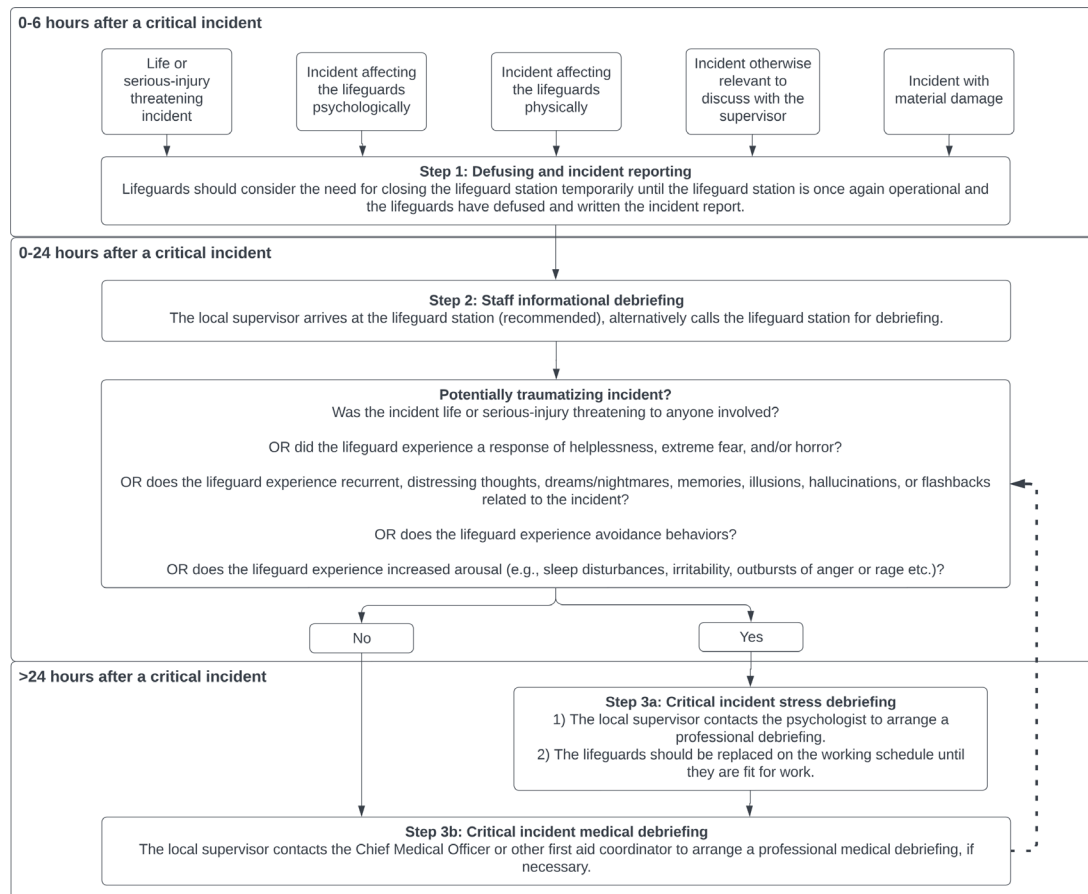 0-6 hours after a critical incident
Life or
serious-injury
threatening
incident
Incident affecting
the lifeguards
psychologically
Incident affecting
the lifeguards
physically
Incident otherwise
relevant to
discuss with the
supervisor
Incident with
material damage
Step 1: Defusing and incident reporting
Lifeguards should consider the need for closing the lifeguard station temporarily until the lifeguard station is once again operational and
the lifeguards have defused and written the incident report.
0-24 hours after a critical incident
Step 2: Staff informational debriefing
The local supervisor arrives at the lifeguard station (recommended), alternatively calls the lifeguard station for debriefing.
Potentially traumatizing incident?
Was the incident life or serious-injury threatening to anyone involved?
OR did the lifeguard experience a response of helplessness, extreme fear, and/or horror?
OR does the lifeguard experience recurrent, distressing thoughts, dreams/nightmares, memories, illusions, hallucinations, or flashbacks
related to the incident?
OR does the lifeguard experience avoidance behaviors?
OR does the lifeguard experience increased arousal (e.g., sleep disturbances, irritability, outbursts of anger or rage etc.)?
No
Yes
>24 hours after a critical incident
Step 3a: Critical incident stress debriefing
1) The local supervisor contacts the psychologist to arrange a
professional debriefing.
2) The lifeguards should be replaced on the working schedule until
they are fit for work.
Step 3b: Critical incident medical debriefing
The local supervisor contacts the Chief Medical Officer or other first aid coordinator to arrange a professional medical debriefing, if
necessary.